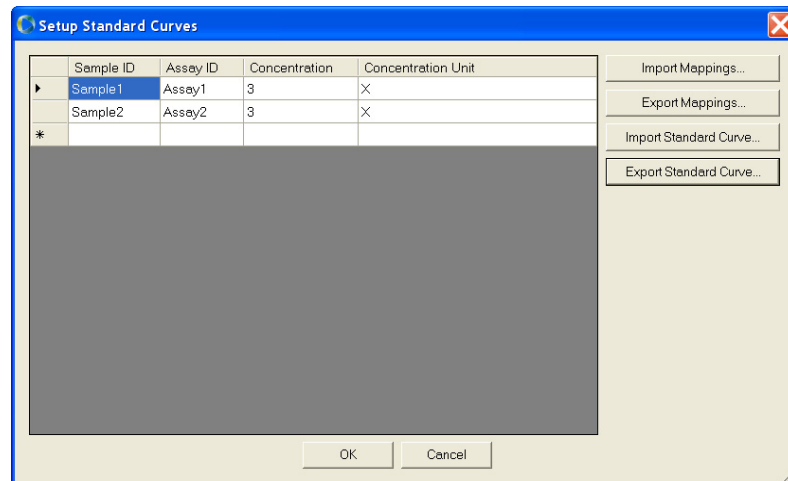 Setup Standard Curves
Sample ID Assay ID Concentration Concentration Unit
Sample1 Assay1 3 X
Sample2 Assay2 3 X
*
Import Mappings...
Export Mappings...
Import Standard Curve...
Export Standard Curve...
OK Cancel